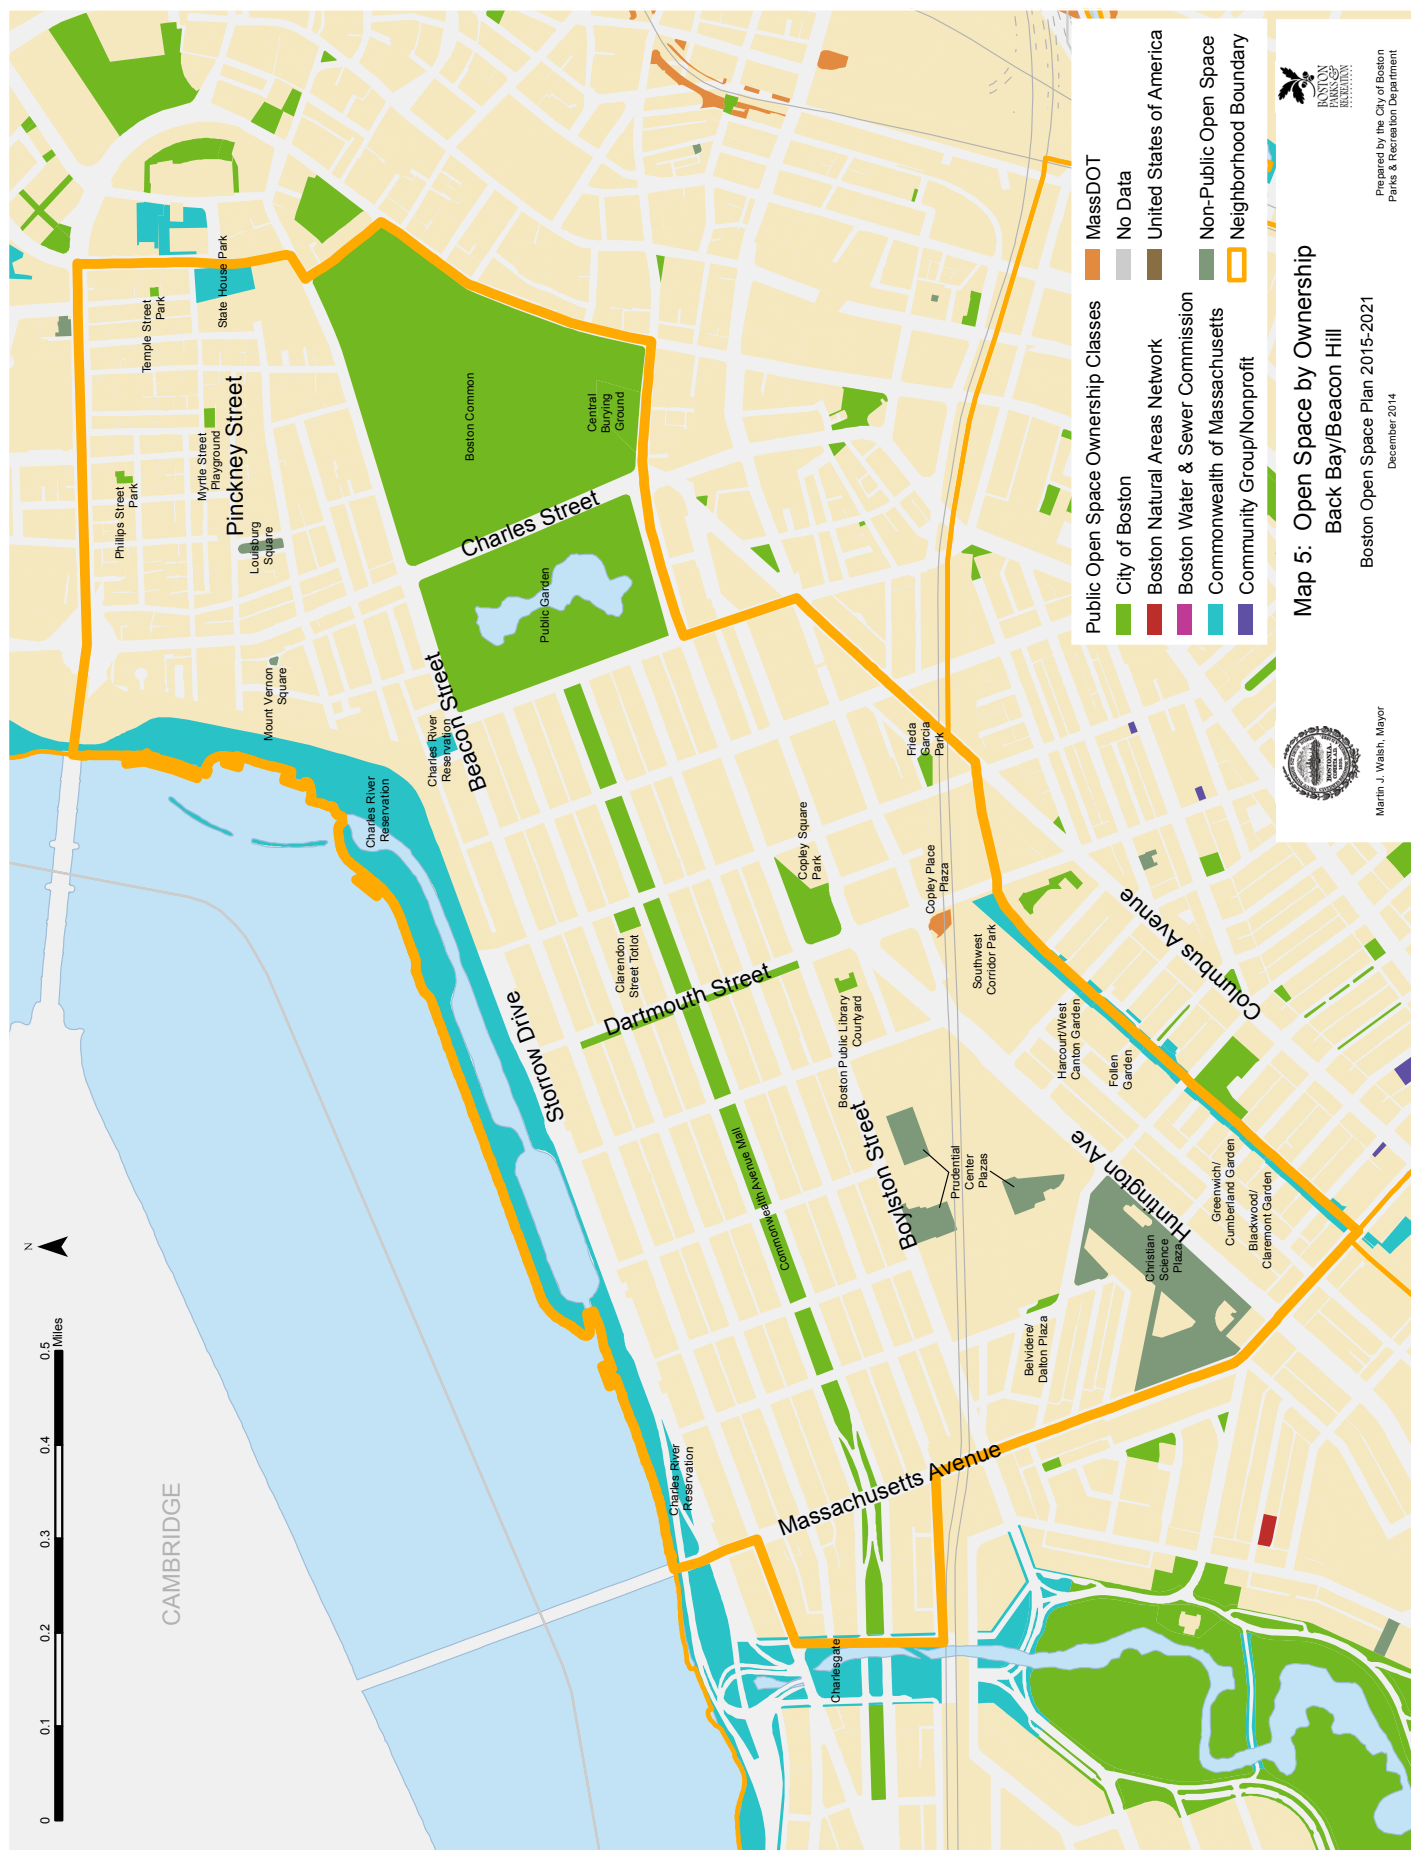 Temple Street
Park
State House Park
Phillips Street
Park
Myrtle Street
Playground
Pinckney Street
Louisburg
Square
Mount Vernon
Square
Boston Common
Central
Burying
Ground
Charles Street
Public Garden
Beacon Street
Charles River
Reservation
Charles River
Reservation
Storrow Drive
Clarendon
Street Totlot
Dartmouth Street
Copley Square
Park
Frieda
Garcia
Park
Copley Place
Plaza
Southwest
Corridor Park
Boston Public Library
Courtyard
Boylston Street
Commonwealth Avenue Mall
Prudential
Center
Plazas
Harcourt/West
Canton Garden
Follen
Garden
Columbus Avenue
Huntington Ave
Greenwich/
Cumberland Garden
Blackwood/
Claremont Garden
Christian
Science
Plaza
Belvidere/
Dalton Plaza
Massachusetts Avenue
Charles River
Reservation
Charlesgate
CAMBRIDGE
N
0
0.1
0.2
0.3
0.4
0.5
Miles
Public Open Space Ownership Classes
City of Boston
Boston Natural Areas Network
Boston Water & Sewer Commission
Commonwealth of Massachusetts
Community Group/Nonprofit
MassDOT
No Data
United States of America
Non-Public Open Space
Neighborhood Boundary
Map 5: Open Space by Ownership
Back Bay/Beacon Hill
Boston Open Space Plan 2015-2021
December 2014
Martin J. Walsh, Mayor
BOSTON
PARKS &
RECREATION
Prepared by the City of Boston
Parks & Recreation Department